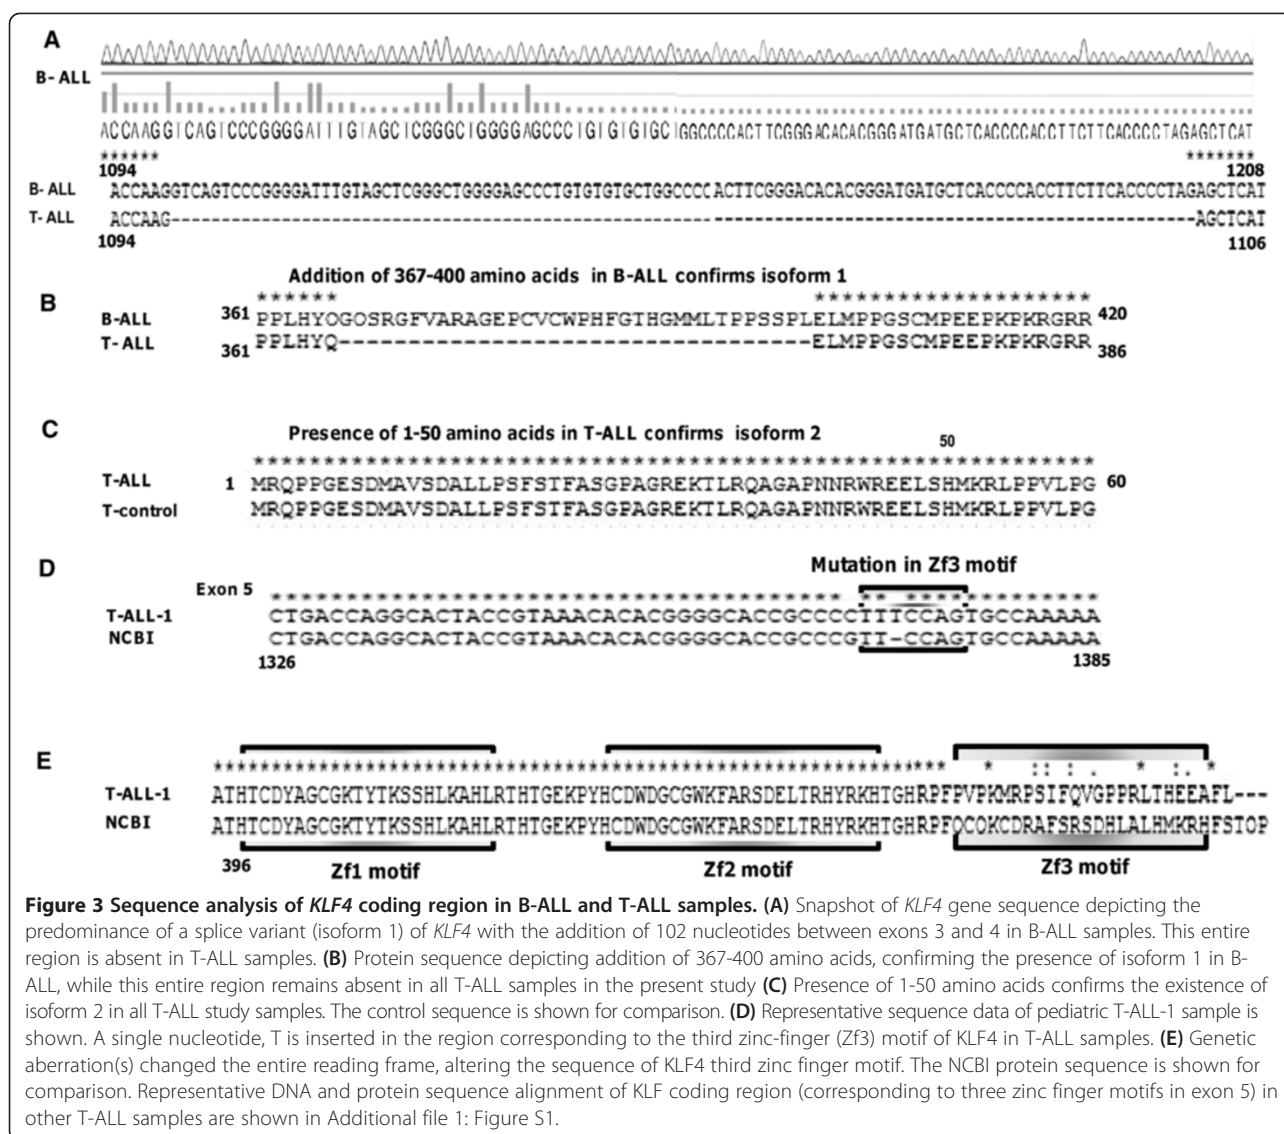 A
B- ALL
ACCAAGGTCAGTCCCGGGGATTTGTAGCTCGGGCTGGGGAGCCCTGTGTGTGCTGGCCCCACTTCGGGACACACGGGATGATGCTCACCCCACCTTCTTCACCCCTAGAGCTCAT
****** *******
1094 1208
B- ALL ACCAAGGTCAGTCCCGGGGATTTGTAGCTCGGGCTGGGGAGCCCTGTGTGTGCTGGCCCC ACTTCGGGACACACGGGATGATGCTCACCCCACCTTCTTCACCCCTAGAGCTCAT
T- ALL ACCAAG------------------------------------------------------------------------------------------------------AGCTCAT
1094 1106
Addition of 367-400 amino acids in B-ALL confirms isoform 1
B
****** ********************
B-ALL 361 PPLHYQGQSRGFVARAGEPCVCWPHFGTHGMMLTPPSSPLELMPPGSCMPEEPKPKRGRR 420
T- ALL 361 PPLHYQ----------------------------------ELMPPGSCMPEEPKPKRGRR 386
C
Presence of 1-50 amino acids in T-ALL confirms isoform 2
50
************************************************************
T-ALL 1 MRQPPGESDMAVSDALLPSFSTFASGPAGREKTLRQAGAPNNRWREELSHMKRLPPVLPG 60
T-control MRQPPGESDMAVSDALLPSFSTFASGPAGREKTLRQAGAPNNRWREELSHMKRLPPVLPG
D
Mutation in Zf3 motif
Exon 5
***************************************** ** **************
T-ALL-1 CTGACCAGGCACTACCGTAAACACACGGGGCACCGCCCCTTTCCAGTGCCAAAAA
NCBI CTGACCAGGCACTACCGTAAACACACGGGGCACCGCCCGTT-CCAGTGCCAAAAA
1326 1385
E
************************************************************** * :: : . * :. *
T-ALL-1 ATHTCDYAGCGKTYTKSSHLKAHLRTHTGEKPYHCDWDGCGWKFARSDELTRHYRKHTGHRPFPVPKMRPSIFQVGPPRLTHEEAFL---
NCBI ATHTCDYAGCGKTYTKSSHLKAHLRTHTGEKPYHCDWDGCGWKFARSDELTRHYRKHTGHRPFQCQKCDRAFSRSDHLALHMKRHFSTOP
396 Zf1 motif Zf2 motif Zf3 motif
Figure 3 Sequence analysis of KLF4 coding region in B-ALL and T-ALL samples. (A) Snapshot of KLF4 gene sequence depicting the
predominance of a splice variant (isoform 1) of KLF4 with the addition of 102 nucleotides between exons 3 and 4 in B-ALL samples. This entire
region is absent in T-ALL samples. (B) Protein sequence depicting addition of 367-400 amino acids, confirming the presence of isoform 1 in B-
ALL, while this entire region remains absent in all T-ALL samples in the present study (C) Presence of 1-50 amino acids confirms the existence of
isoform 2 in all T-ALL study samples. The control sequence is shown for comparison. (D) Representative sequence data of pediatric T-ALL-1 sample is
shown. A single nucleotide, T is inserted in the region corresponding to the third zinc-finger (Zf3) motif of KLF4 in T-ALL samples. (E) Genetic
aberration(s) changed the entire reading frame, altering the sequence of KLF4 third zinc finger motif. The NCBI protein sequence is shown for
comparison. Representative DNA and protein sequence alignment of KLF coding region (corresponding to three zinc finger motifs in exon 5) in
other T-ALL samples are shown in Additional file 1: Figure S1.